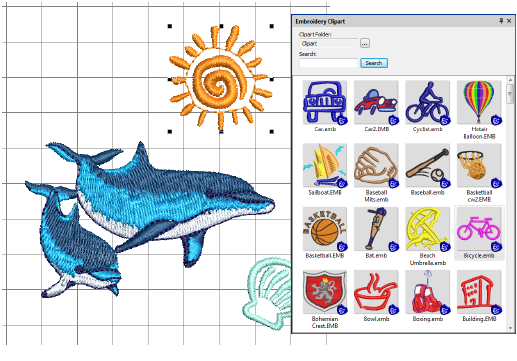 Embroidery Clipart
Clipart Folder:
Clipart
...
Search:
Search
Car.emb
Car2.EMB
Cyclist.emb
Hotair
Balloon.EMB
Sailboat.EMB
Baseball
Mits.emb
Baseball.emb
Basketball
cw2.EMB
BASKETBALL
Basketball.EMB
Bat.emb
Beach
Umbrella.emb
Bicycle.emb
Bohemian
Crest.EMB
Bowl.emb
Boxing.emb
Building.EMB